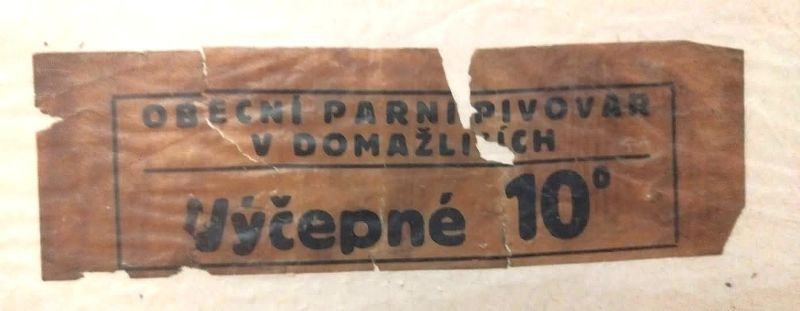 OBECNÍ PARNÍ PIVOVAR
V DOMAŽLICÍCH
Výčepné 10°